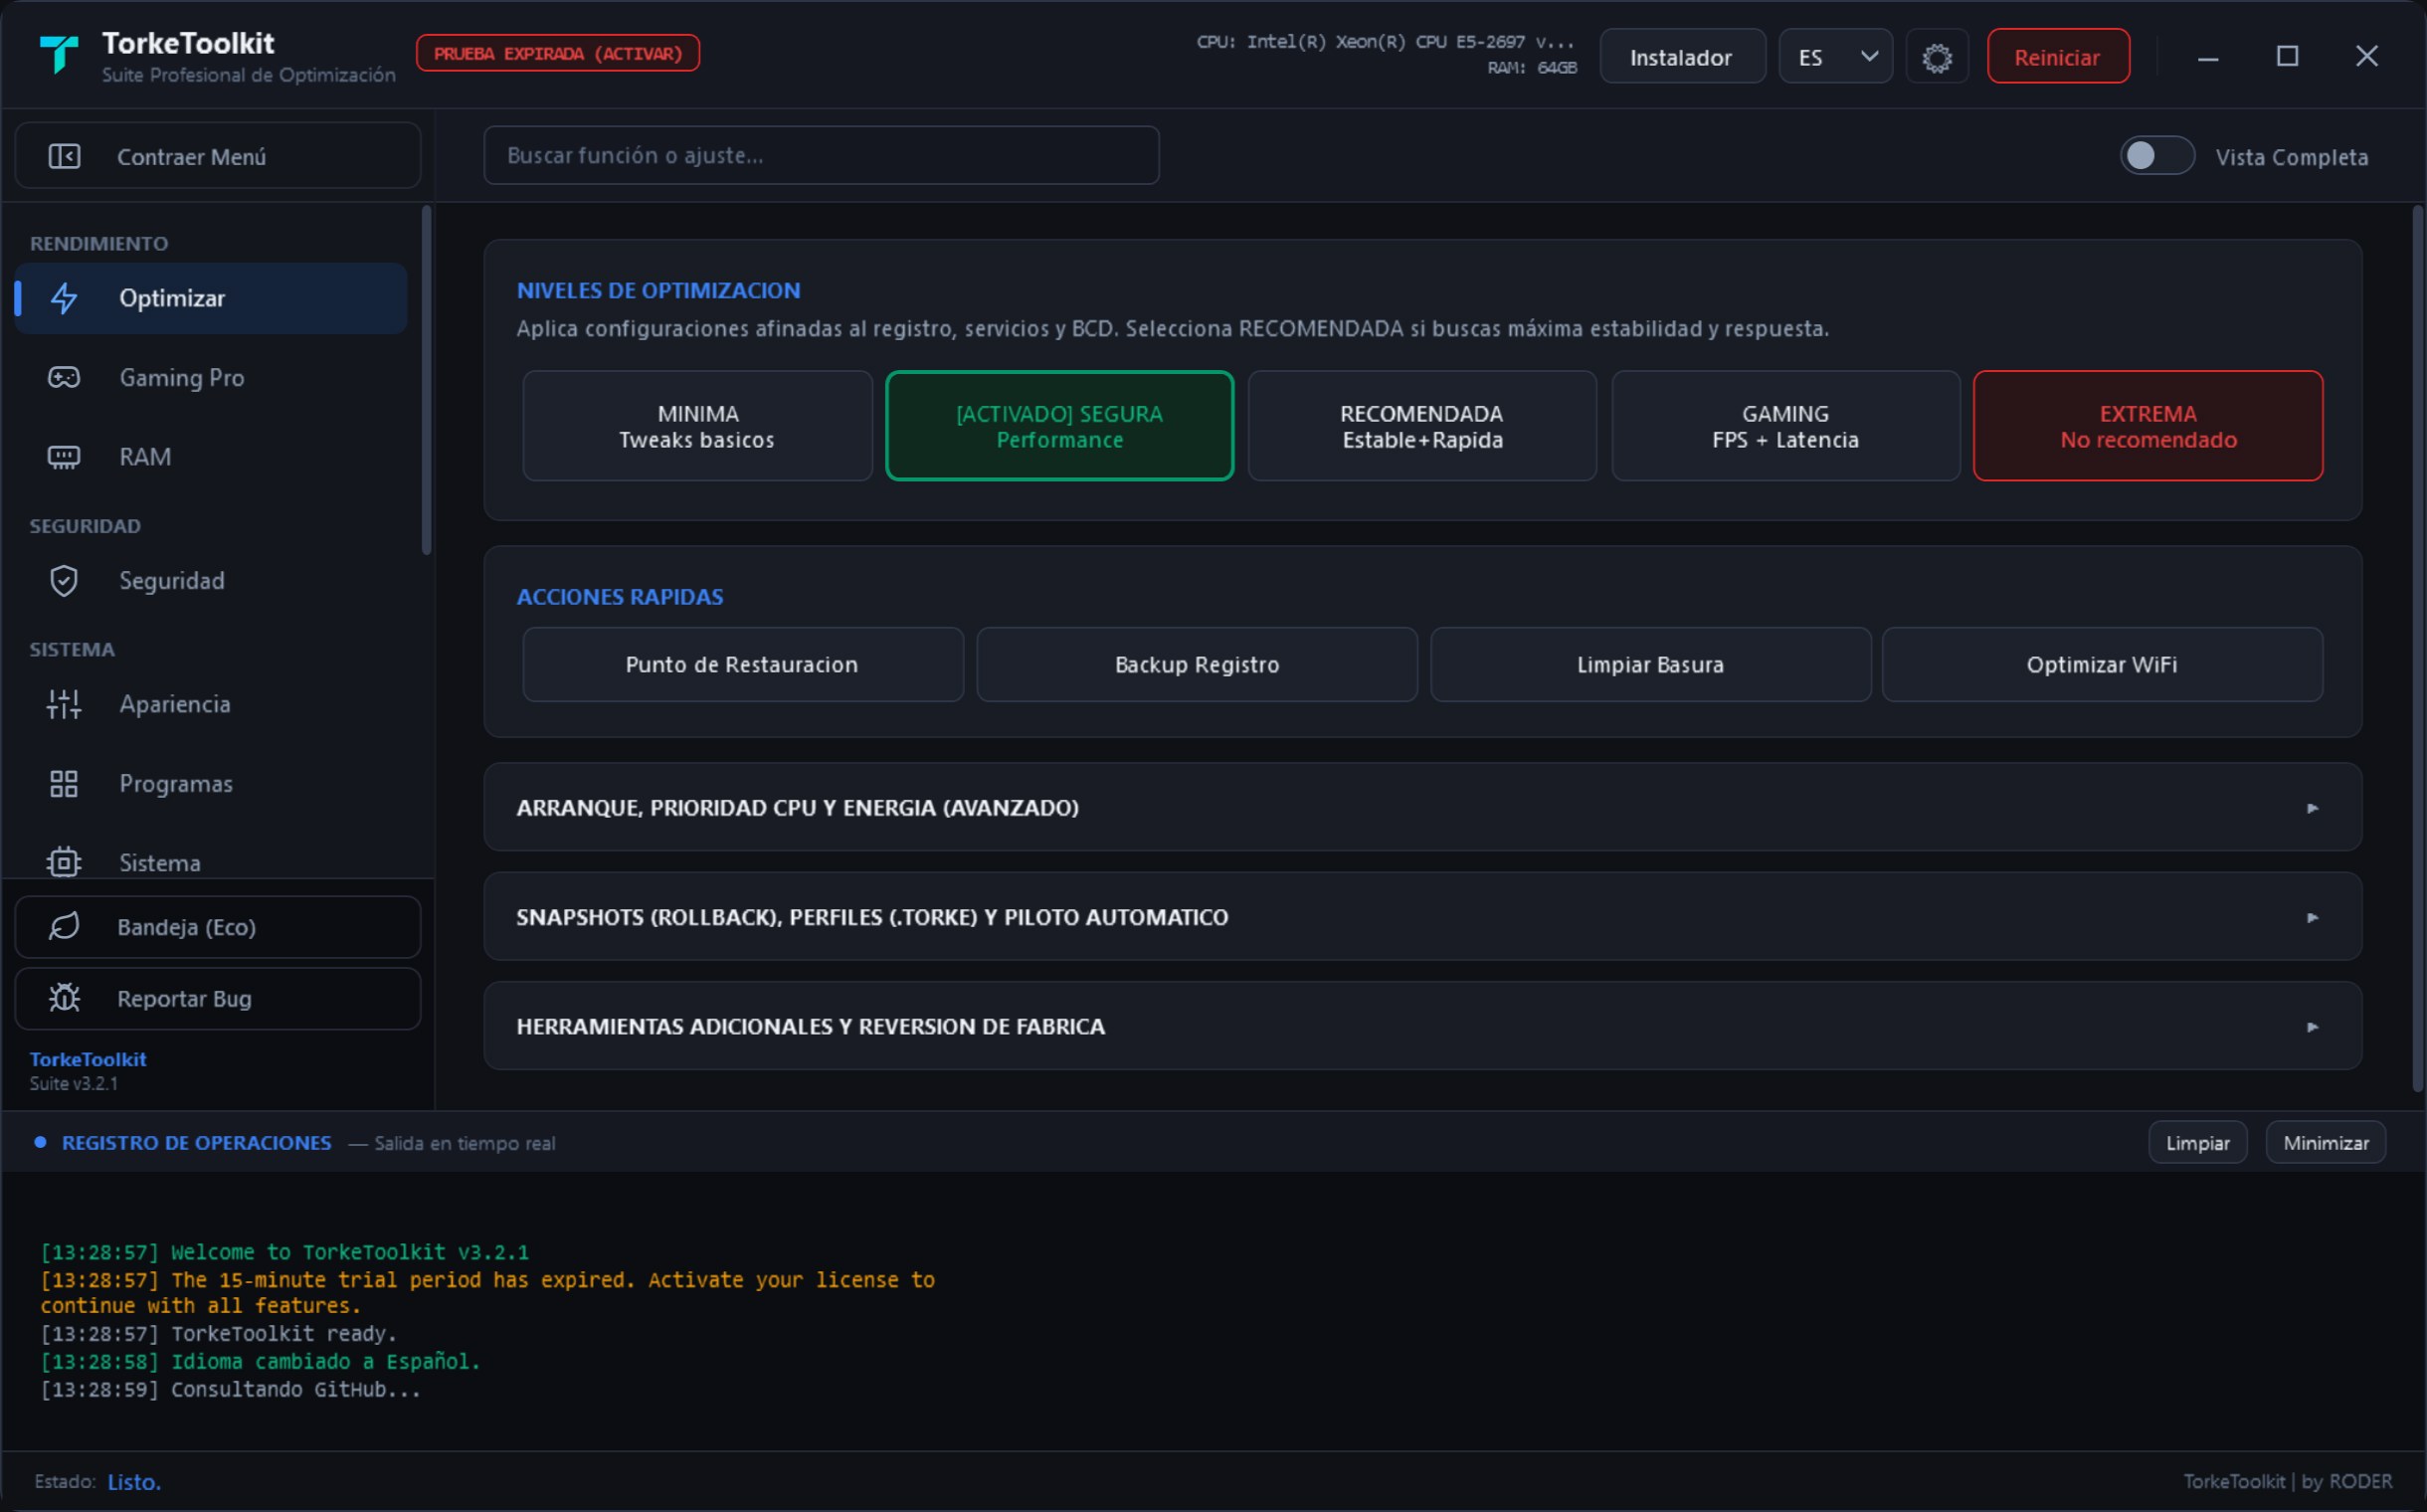 TorkeToolkit
Suite Profesional de Optimización
PRUEBA EXPIRADA (ACTIVAR)
CPU: Intel(R) Xeon(R) CPU E5-2697 v...
RAM: 64GB
Instalador
ES
Reiniciar
Contraer Menú
Buscar función o ajuste...
Vista Completa
RENDIMIENTO
Optimizar
Gaming Pro
RAM
SEGURIDAD
Seguridad
SISTEMA
Apariencia
Programas
Sistema
Bandeja (Eco)
Reportar Bug
TorkeToolkit
Suite v3.2.1
NIVELES DE OPTIMIZACION
Aplica configuraciones afinadas al registro, servicios y BCD. Selecciona RECOMENDADA si buscas máxima estabilidad y respuesta.
MINIMA
Tweaks basicos
[ACTIVADO] SEGURA
Performance
RECOMENDADA
Estable+Rapida
GAMING
FPS + Latencia
EXTREMA
No recomendado
ACCIONES RAPIDAS
Punto de Restauracion
Backup Registro
Limpiar Basura
Optimizar WiFi
ARRANQUE, PRIORIDAD CPU Y ENERGIA (AVANZADO)
SNAPSHOTS (ROLLBACK), PERFILES (.TORKE) Y PILOTO AUTOMATICO
HERRAMIENTAS ADICIONALES Y REVERSION DE FABRICA
REGISTRO DE OPERACIONES — Salida en tiempo real
Limpiar
Minimizar
[13:28:57] Welcome to TorkeToolkit v3.2.1
[13:28:57] The 15-minute trial period has expired. Activate your license to
continue with all features.
[13:28:57] TorkeToolkit ready.
[13:28:58] Idioma cambiado a Español.
[13:28:59] Consultando GitHub...
Estado: Listo.
TorkeToolkit | by RODER